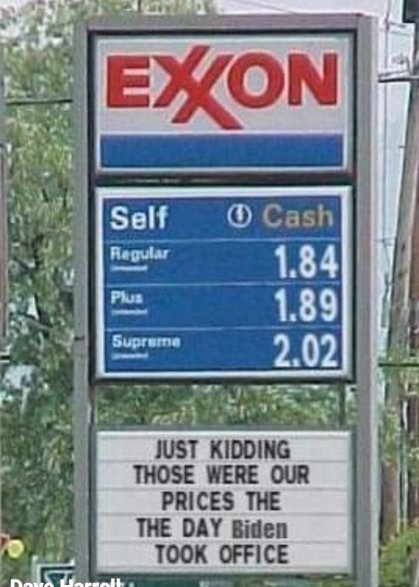 EXXON
Self Cash
Regular 1.84
Plus 1.89
Supreme 2.02
JUST KIDDING
THOSE WERE OUR
PRICES THE
THE DAY Biden
TOOK OFFICE
Dave Harrell